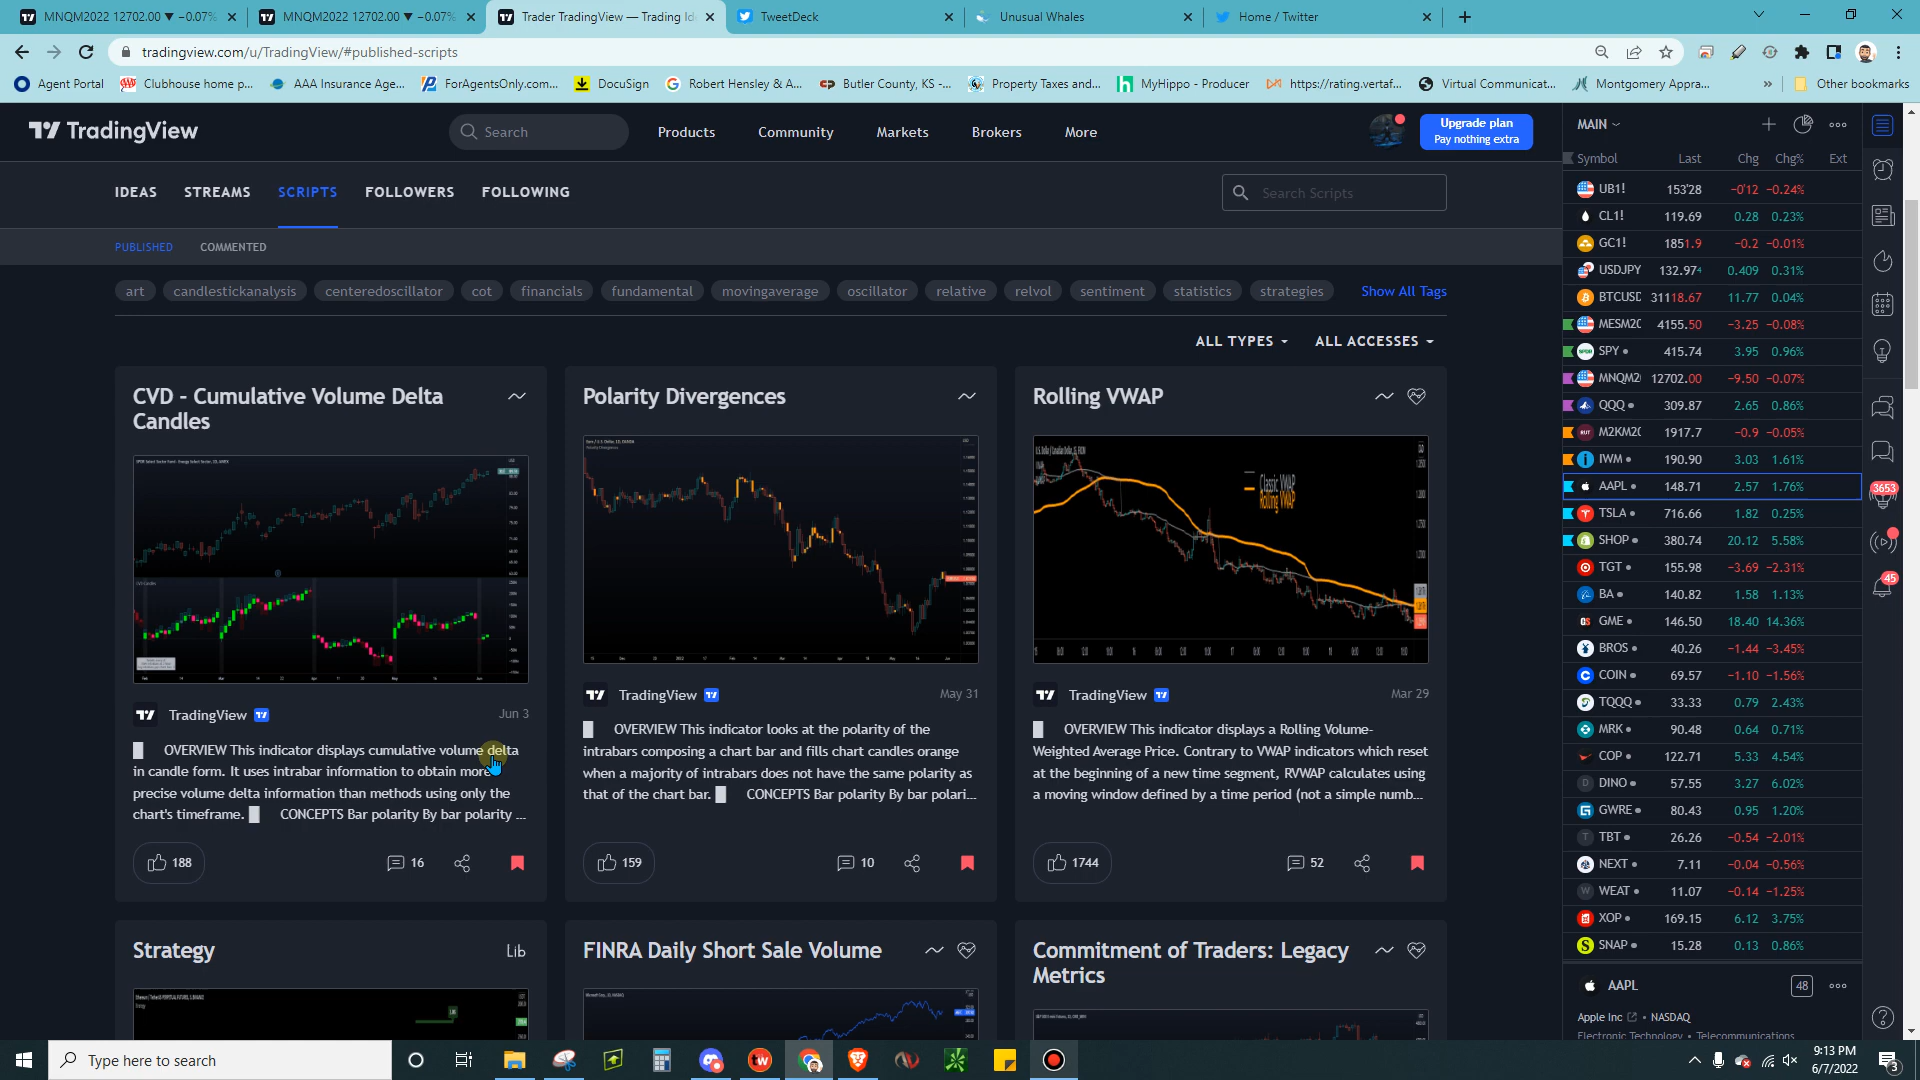 MNQM2022 12702.00 ▼ −0.07%
MNQM2022 12702.00 ▼ −0.07%
Trader TradingView — Trading Id
TweetDeck
Unusual Whales
Home / Twitter
tradingview.com/u/TradingView/#published-scripts
Agent Portal
Clubhouse home p...
AAA Insurance Age...
ForAgentsOnly.com...
DocuSign
Robert Hensley & A...
Butler County, KS -...
Property Taxes and...
MyHippo - Producer
https://rating.vertaf...
Virtual Communicat...
Montgomery Appra...
»
Other bookmarks
TradingView
Search
Products
Community
Markets
Brokers
More
Upgrade plan
Pay nothing extra
IDEAS
STREAMS
SCRIPTS
FOLLOWERS
FOLLOWING
Search Scripts
PUBLISHED
COMMENTED
art
candlestickanalysis
centeredoscillator
cot
financials
fundamental
movingaverage
oscillator
relative
relvol
sentiment
statistics
strategies
Show All Tags
ALL TYPES
ALL ACCESSES
CVD - Cumulative Volume Delta
Candles
TradingView
Jun 3
OVERVIEW This indicator displays cumulative volume delta
in candle form. It uses intrabar information to obtain more
precise volume delta information than methods using only the
chart's timeframe. CONCEPTS Bar polarity By bar polarity ...
188
16
Polarity Divergences
TradingView
May 31
OVERVIEW This indicator looks at the polarity of the
intrabars composing a chart bar and fills chart candles orange
when a majority of intrabars does not have the same polarity as
that of the chart bar. CONCEPTS Bar polarity By bar polari...
159
10
Rolling VWAP
Classic VWAP
Rolling VWAP
TradingView
Mar 29
OVERVIEW This indicator displays a Rolling Volume-
Weighted Average Price. Contrary to VWAP indicators which reset
at the beginning of a new time segment, RVWAP calculates using
a moving window defined by a time period (not a simple numb...
1744
52
Strategy
Lib
FINRA Daily Short Sale Volume
Commitment of Traders: Legacy
Metrics
MAIN
Symbol Last Chg Chg% Ext
UB1! 153'28 −0'12 −0.24%
CL1! 119.69 0.28 0.23%
GC1! 1851.9 −0.2 −0.01%
USDJPY 132.974 0.409 0.31%
BTCUSD 31118.67 11.77 0.04%
MESM20 4155.50 −3.25 −0.08%
SPY 415.74 3.95 0.96%
MNQM2 12702.00 −9.50 −0.07%
QQQ 309.87 2.65 0.86%
M2KM20 1917.7 −0.9 −0.05%
IWM 190.90 3.03 1.61%
AAPL 148.71 2.57 1.76%
TSLA 716.66 1.82 0.25%
SHOP 380.74 20.12 5.58%
TGT 155.98 −3.69 −2.31%
BA 140.82 1.58 1.13%
GME 146.50 18.40 14.36%
BROS 40.26 −1.44 −3.45%
COIN 69.57 −1.10 −1.56%
TQQQ 33.33 0.79 2.43%
MRK 90.48 0.64 0.71%
COP 122.71 5.33 4.54%
DINO 57.55 3.27 6.02%
GWRE 80.43 0.95 1.20%
TBT 26.26 −0.54 −2.01%
NEXT 7.11 −0.04 −0.56%
WEAT 11.07 −0.14 −1.25%
XOP 169.15 6.12 3.75%
SNAP 15.28 0.13 0.86%
AAPL
48
Apple Inc • NASDAQ
Electronic Technology • Telecommunications
3653
45
Type here to search
9:13 PM
6/7/2022
3